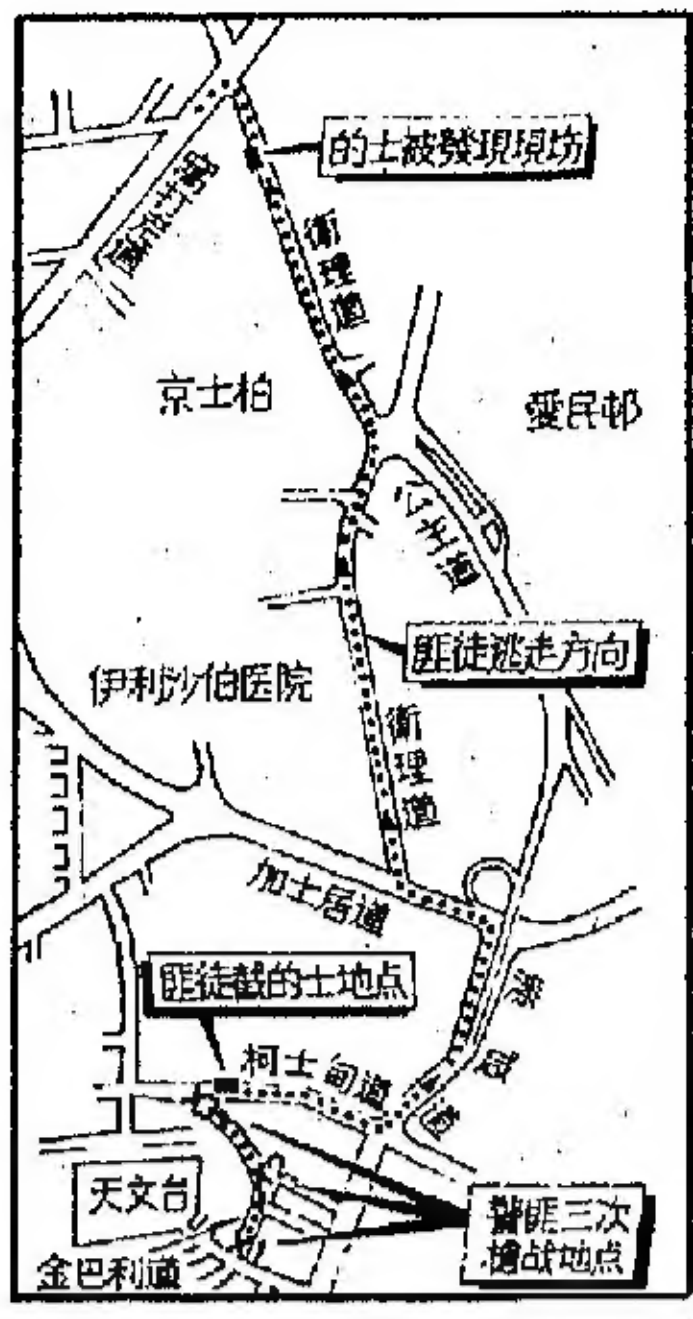 的士被發現現場
衛理道
京士柏
愛民邨
公主道
匪徒逃走方向
伊利沙伯医院
衛理道
加士居道
匪徒截的士地点
柯士甸道
漆咸道
天文台
警匪三次
槍战地点
金巴利道